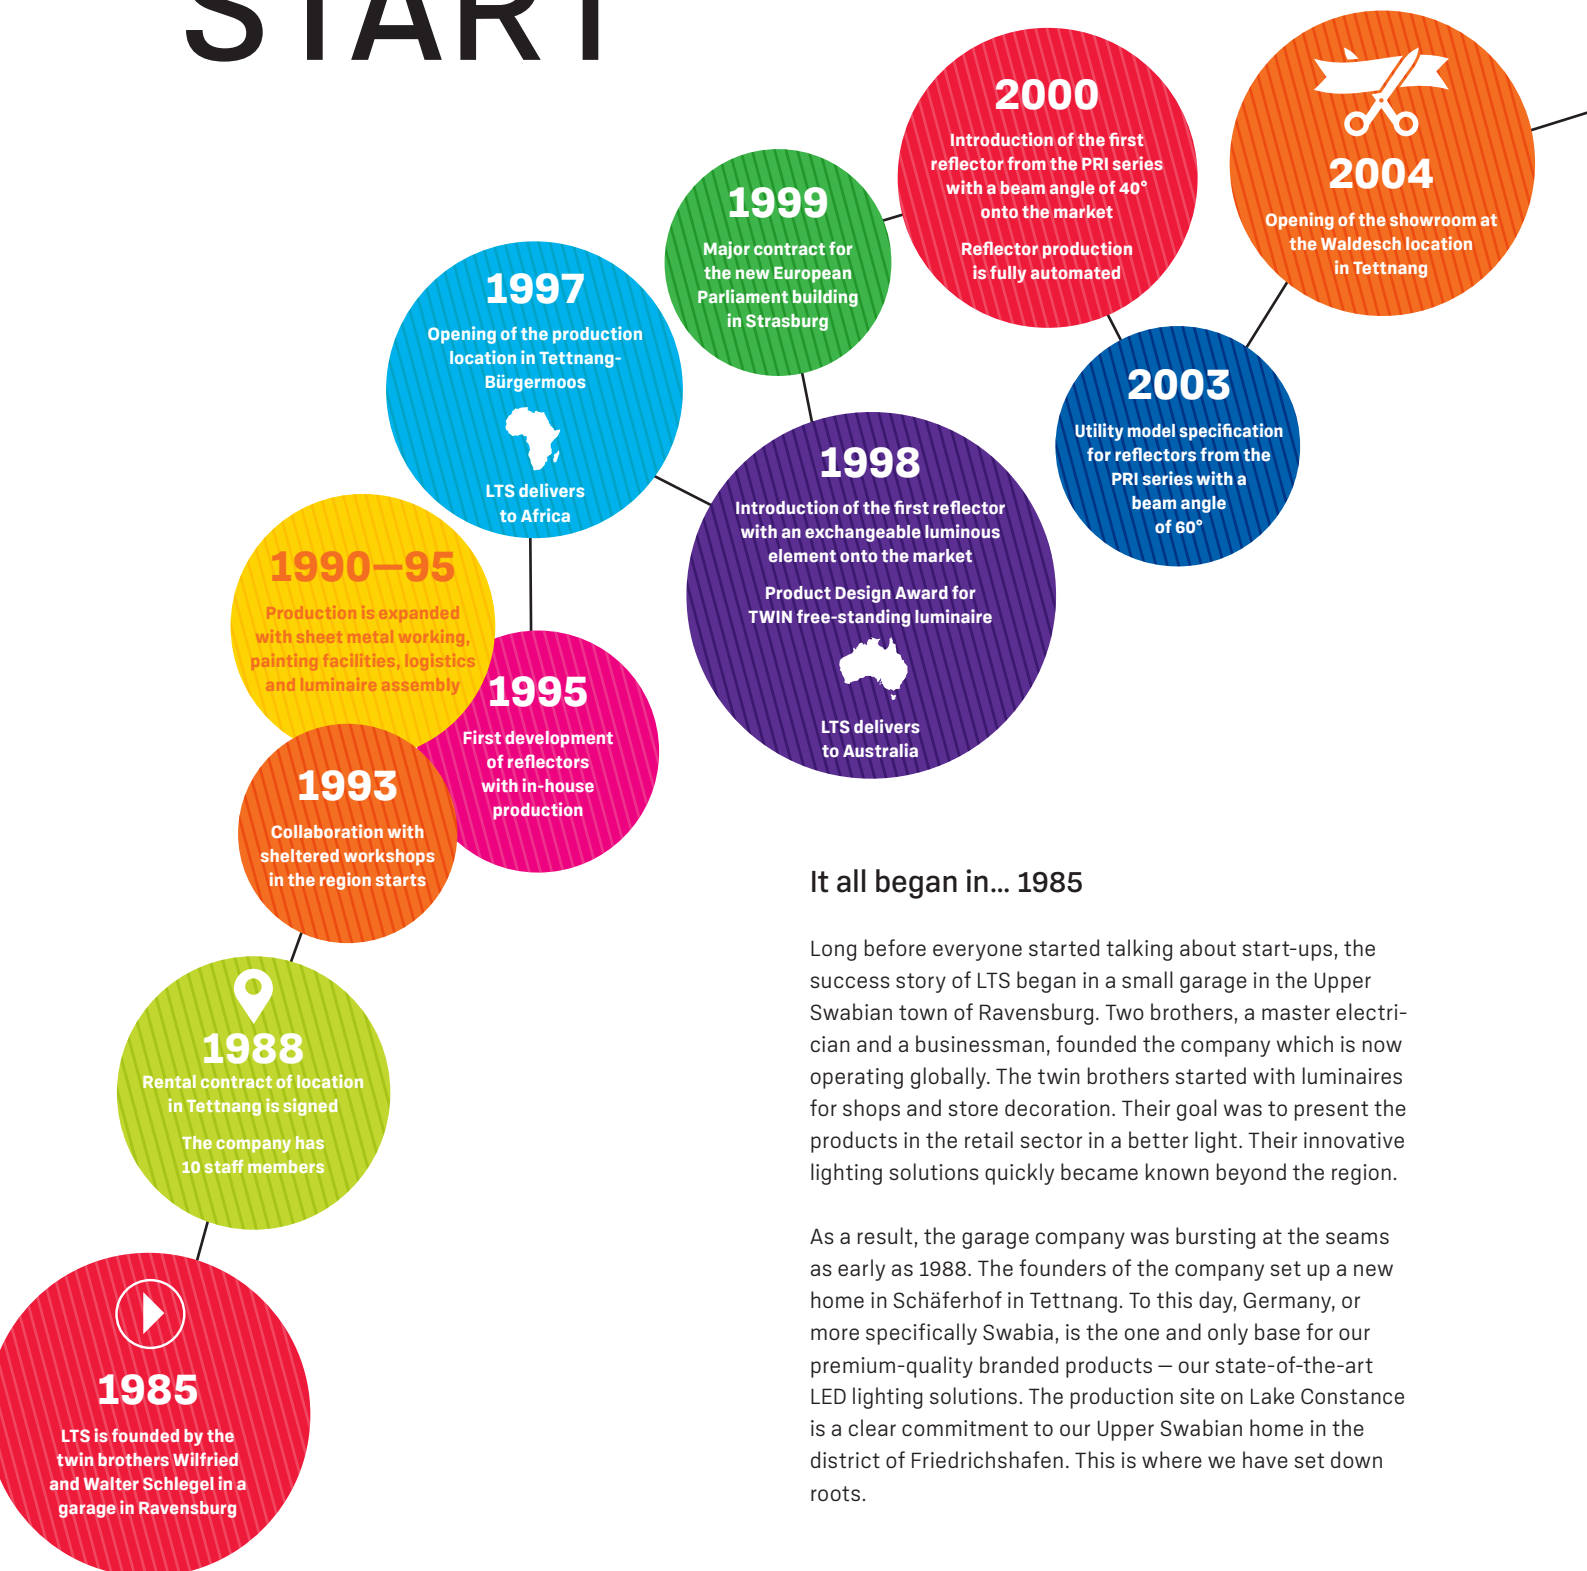 START
2000
Introduction of the first
reflector from the PRI series
with a beam angle of 40°
onto the market
Reflector production
is fully automated
2004
Opening of the showroom at
the Waldesch location
in Tettnang
1999
Major contract for
the new European
Parliament building
in Strasburg
1997
Opening of the production
location in Tettnang-
Bürgermoos
LTS delivers
to Africa
2003
Utility model specification
for reflectors from the
PRI series with a
beam angle
of 60°
1998
Introduction of the first reflector
with an exchangeable luminous
element onto the market
Product Design Award for
TWIN free-standing luminaire
LTS delivers
to Australia
1990—95
Production is expanded
with sheet metal working,
painting facilities, logistics
and luminaire assembly
1995
First development
of reflectors
with in-house
production
1993
Collaboration with
sheltered workshops
in the region starts
1988
Rental contract of location
in Tettnang is signed
The company has
10 staff members
1985
LTS is founded by the
twin brothers Wilfried
and Walter Schlegel in a
garage in Ravensburg
It all began in... 1985
Long before everyone started talking about start-ups, the
success story of LTS began in a small garage in the Upper
Swabian town of Ravensburg. Two brothers, a master electri-
cian and a businessman, founded the company which is now
operating globally. The twin brothers started with luminaires
for shops and store decoration. Their goal was to present the
products in the retail sector in a better light. Their innovative
lighting solutions quickly became known beyond the region.
As a result, the garage company was bursting at the seams
as early as 1988. The founders of the company set up a new
home in Schäferhof in Tettnang. To this day, Germany, or
more specifically Swabia, is the one and only base for our
premium-quality branded products — our state-of-the-art
LED lighting solutions. The production site on Lake Constance
is a clear commitment to our Upper Swabian home in the
district of Friedrichshafen. This is where we have set down
roots.